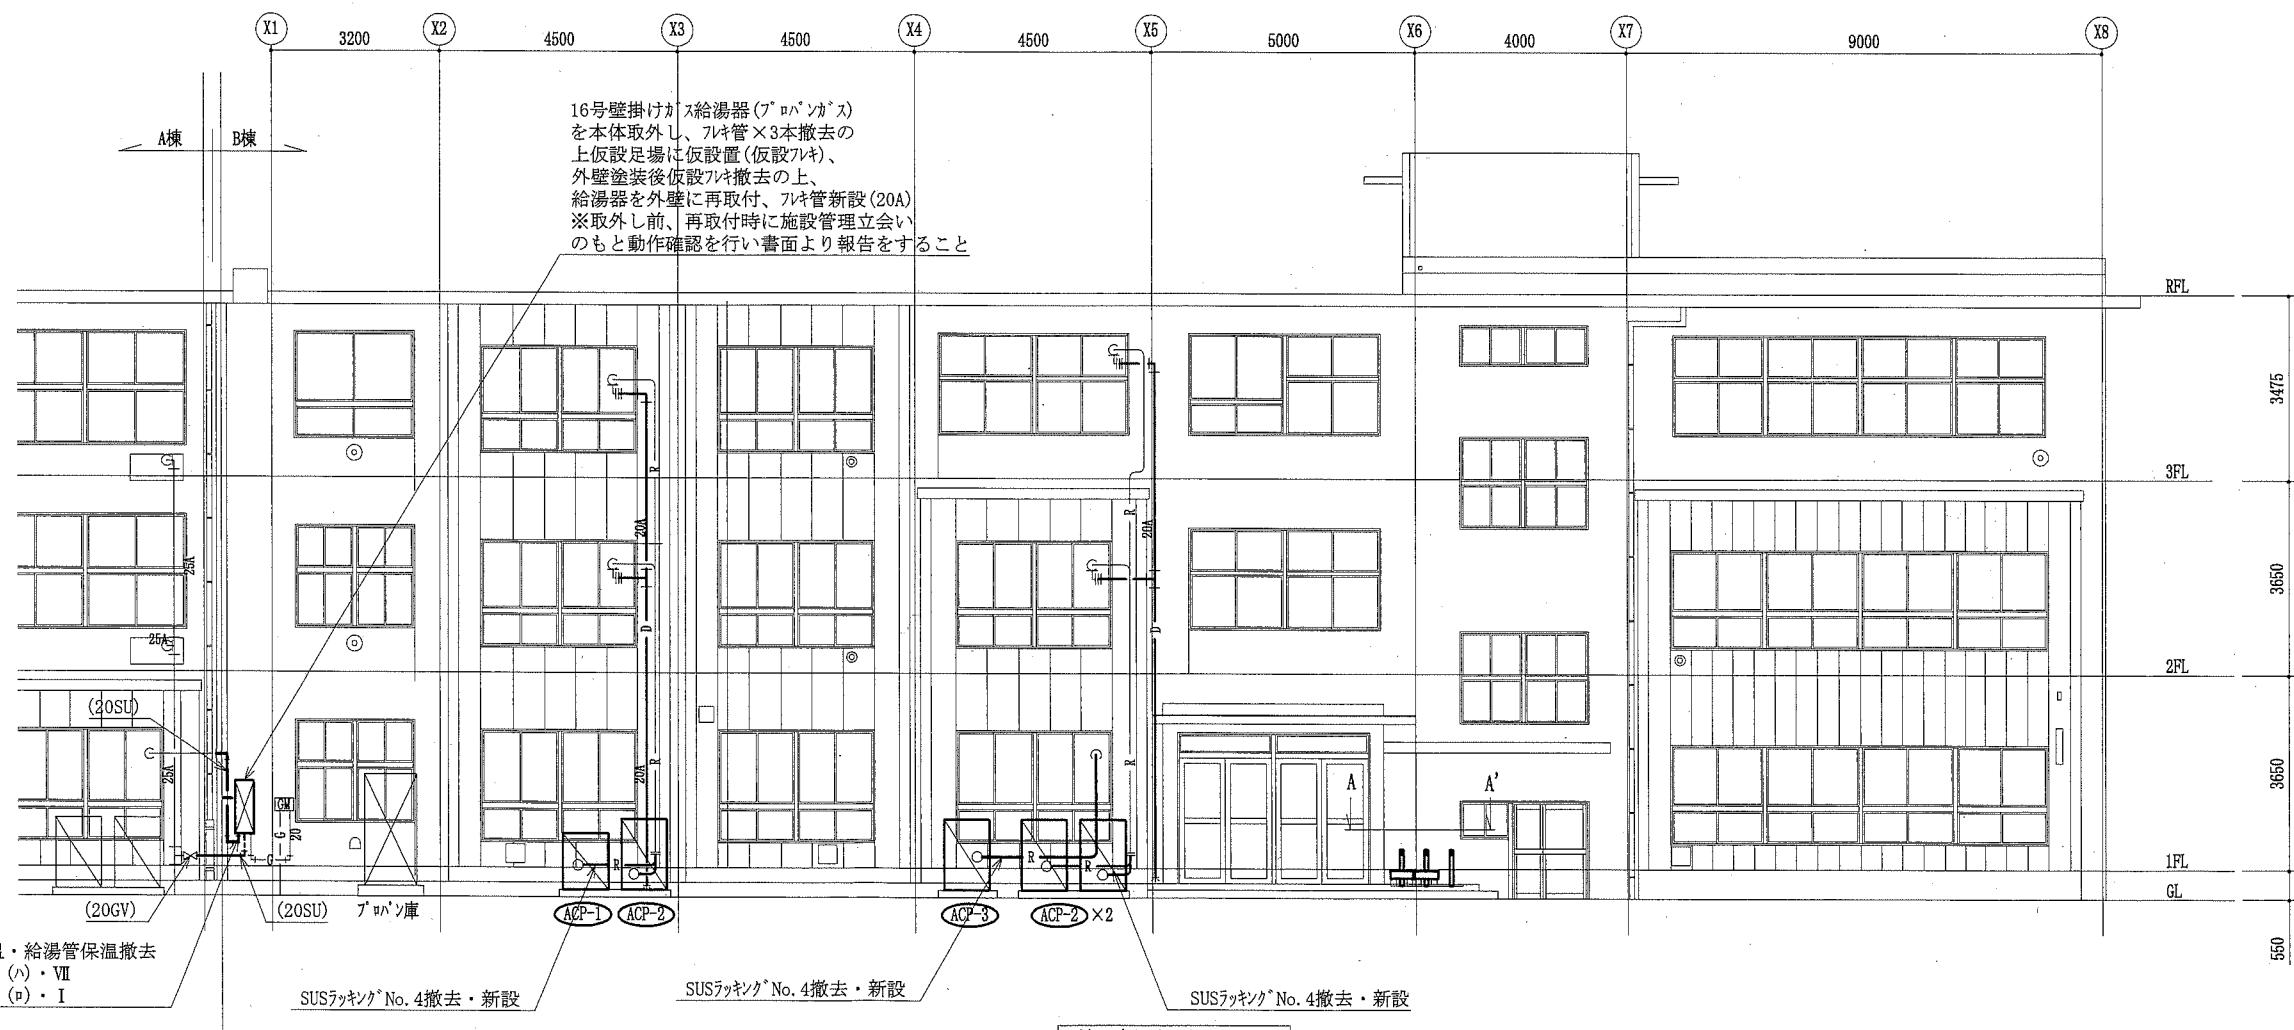 X1
X2
X3
X4
X5
X6
X7
X8
3200
4500
4500
4500
5000
4000
9000
16号壁掛けガス給湯器(プロパンガス)
を本体取外し、フレキ管×3本撤去の
上仮設足場に仮設置(仮設フレキ)、
外壁塗装後仮設フレキ撤去の上、
給湯器を外壁に再取付、フレキ管新設(20A)
※取外し前、再取付時に施設管理立会い
のもと動作確認を行い書面より報告をすること
A棟
B棟
RFL
3475
3FL
R
R
20A
20A
25A
3650
D
D
25A
2FL
(20SU)
R
R
25A
20A
A
A'
3650
GM
G
20
G
R
R
R
1FL
GL
(20GV)
(20SU)
プロパン庫
ACP-1
ACP-2
ACP-3
ACP-2 ×2
550
・給湯管保温撤去
(ハ)・Ⅶ
(ロ)・Ⅰ
SUSラッキングNo.4撤去・新設
SUSラッキングNo.4撤去・新設
SUSラッキングNo.4撤去・新設